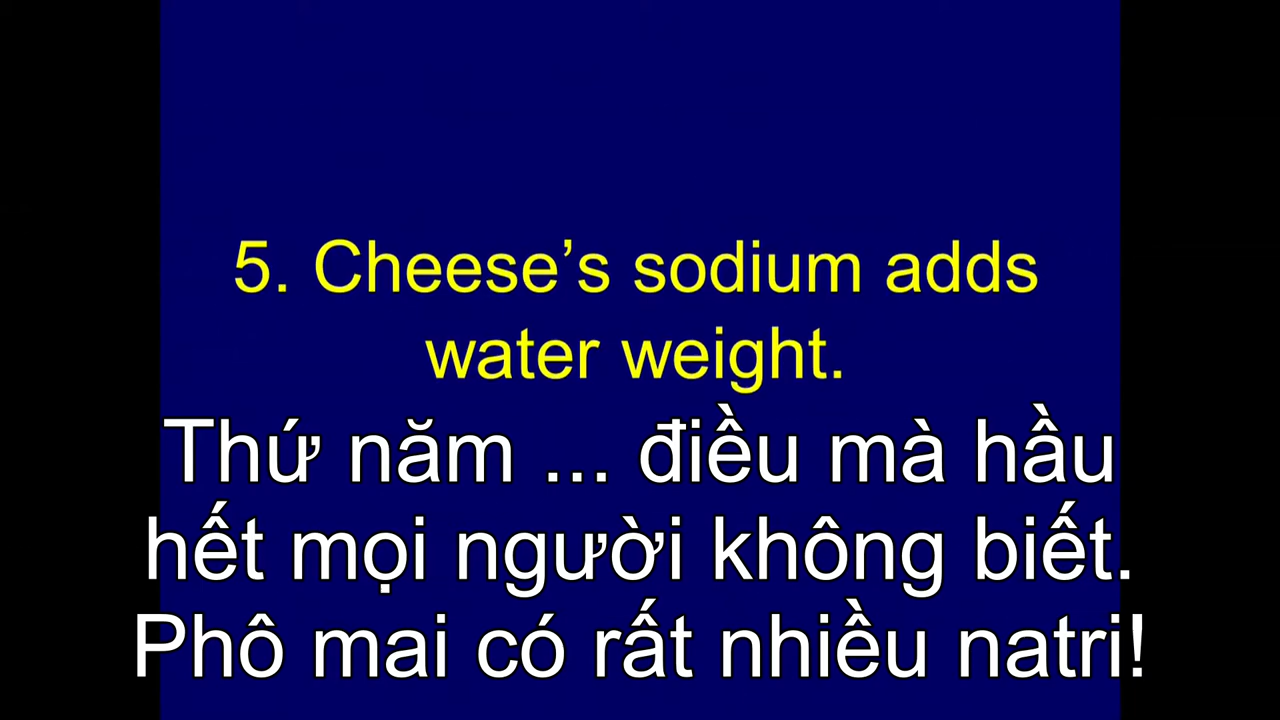 5. Cheese’s sodium adds
water weight.
Thứ năm ... điều mà hầu
hết mọi người không biết.
Phô mai có rất nhiều natri!